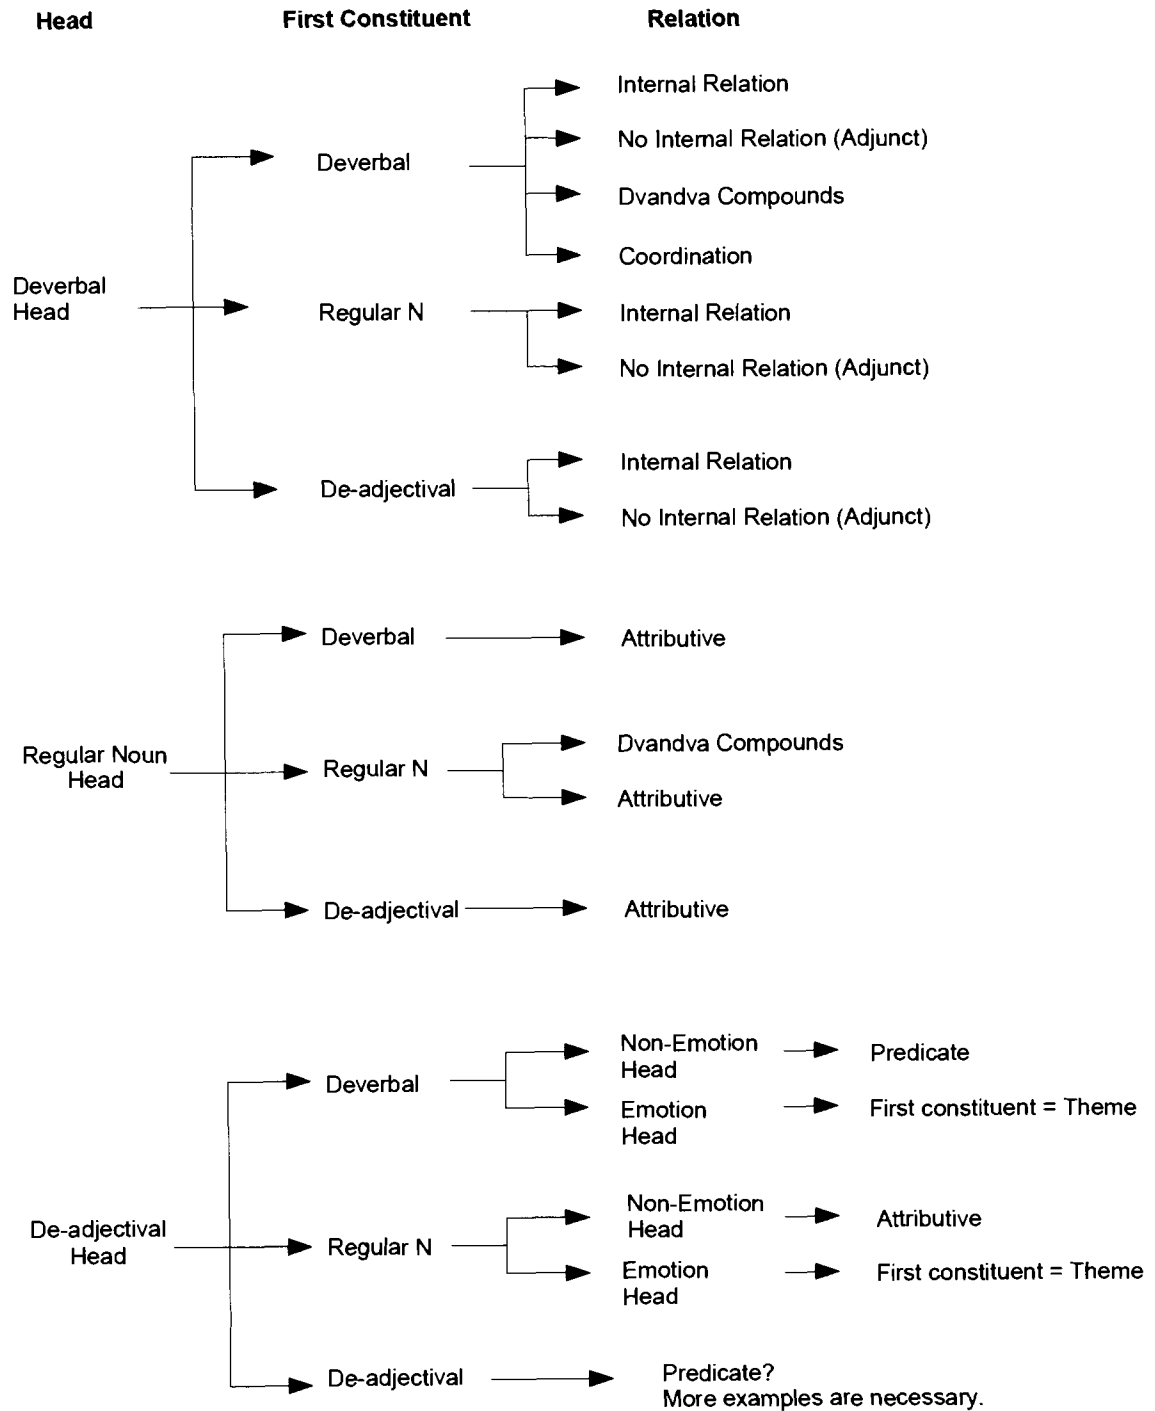 Head First Constituent Relation
Internal Relation
No Internal Relation (Adjunct)
Deverbal
Dvandva Compounds
Coordination
Deverbal
Head
Regular N
Internal Relation
No Internal Relation (Adjunct)
De-adjectival
Internal Relation
No Internal Relation (Adjunct)
Deverbal
Attributive
Regular Noun
Head
Regular N
Dvandva Compounds
Attributive
De-adjectival
Attributive
Deverbal
Non-Emotion
Head
Predicate
Emotion
Head
First constituent = Theme
De-adjectival
Head
Regular N
Non-Emotion
Head
Attributive
Emotion
Head
First constituent = Theme
De-adjectival
Predicate?
More examples are necessary.